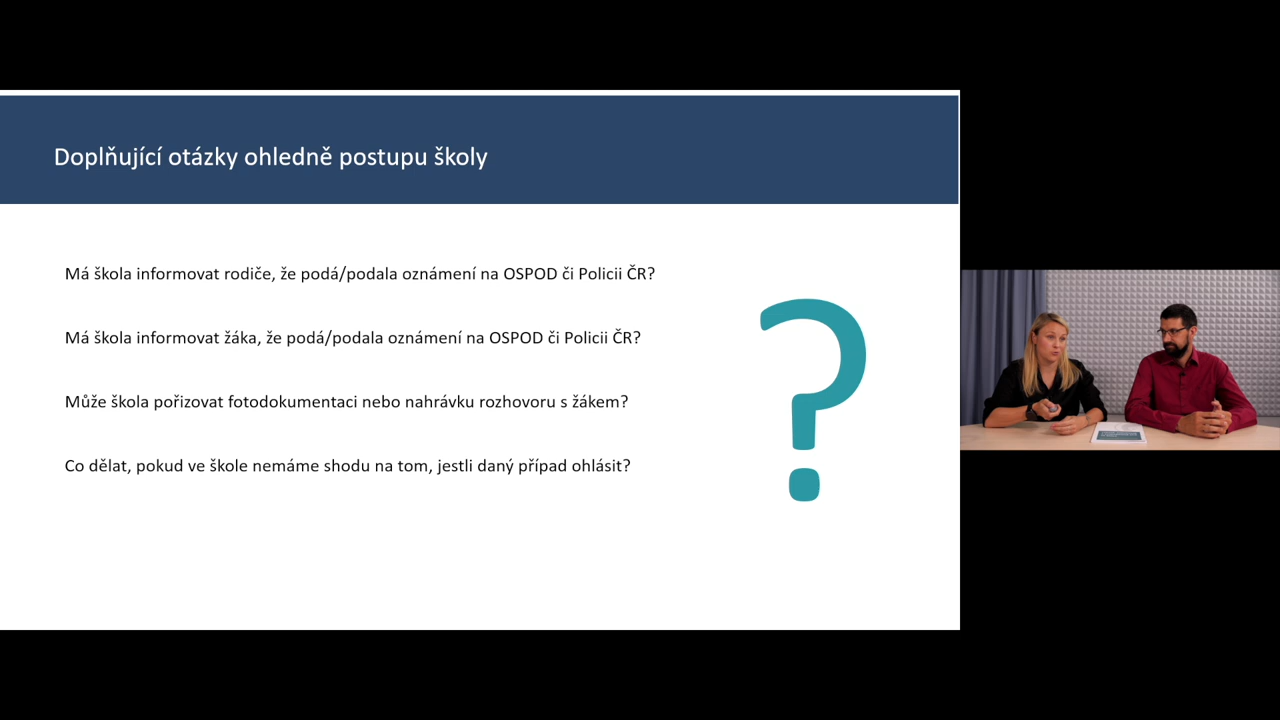 Doplňující otázky ohledně postupu školy
Má škola informovat rodiče, že podá/podala oznámení na OSPOD či Policii ČR?
Má škola informovat žáka, že podá/podala oznámení na OSPOD či Policii ČR?
Může škola pořizovat fotodokumentaci nebo nahrávku rozhovoru s žákem?
Co dělat, pokud ve škole nemáme shodu na tom, jestli daný případ ohlásit?
?